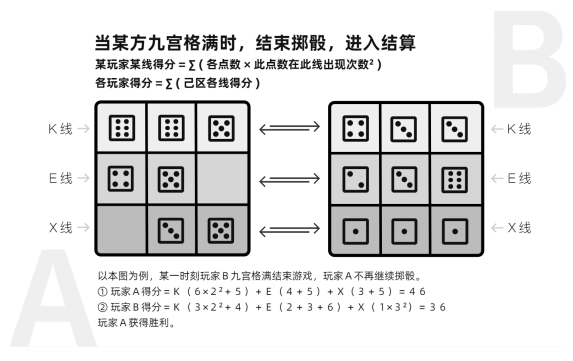 B
当某方九宫格满时，结束掷骰，进入结算
某玩家某线得分＝∑（各点数 × 此点数在此线出现次数²）
各玩家得分＝∑（己区各线得分）
K线 K线
E线 E线
X线 X线
A
以本图为例，某一时刻玩家B九宫格满结束游戏，玩家A不再继续掷骰。
① 玩家A得分＝K（6×2²＋5）＋E（4＋5）＋X（3＋5）＝46
② 玩家B得分＝K（3×2²＋4）＋E（2＋3＋6）＋X（1×3²）＝36
玩家A获得胜利。